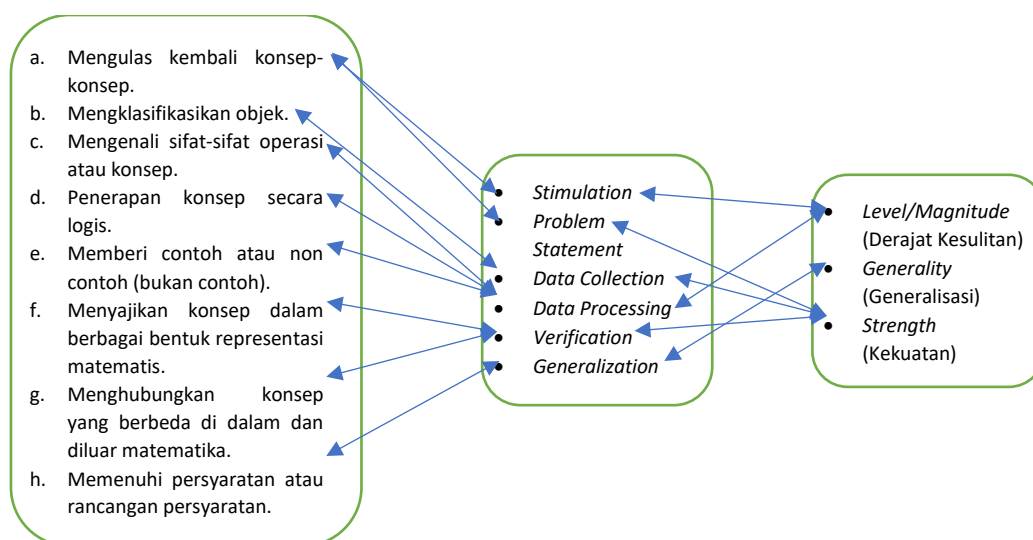 a. Mengulas kembali konsep-
konsep.
b. Mengklasifikasikan objek.
c. Mengenali sifat-sifat operasi
atau konsep.
d. Penerapan konsep secara
logis.
e. Memberi contoh atau non
contoh (bukan contoh).
f. Menyajikan konsep dalam
berbagai bentuk representasi
matematis.
g. Menghubungkan konsep
yang berbeda di dalam dan
diluar matematika.
h. Memenuhi persyaratan atau
rancangan persyaratan.
• Stimulation
• Problem
Statement
• Data Collection
• Data Processing
• Verification
• Generalization
• Level/Magnitude
(Derajat Kesulitan)
• Generality
(Generalisasi)
• Strength
(Kekuatan)